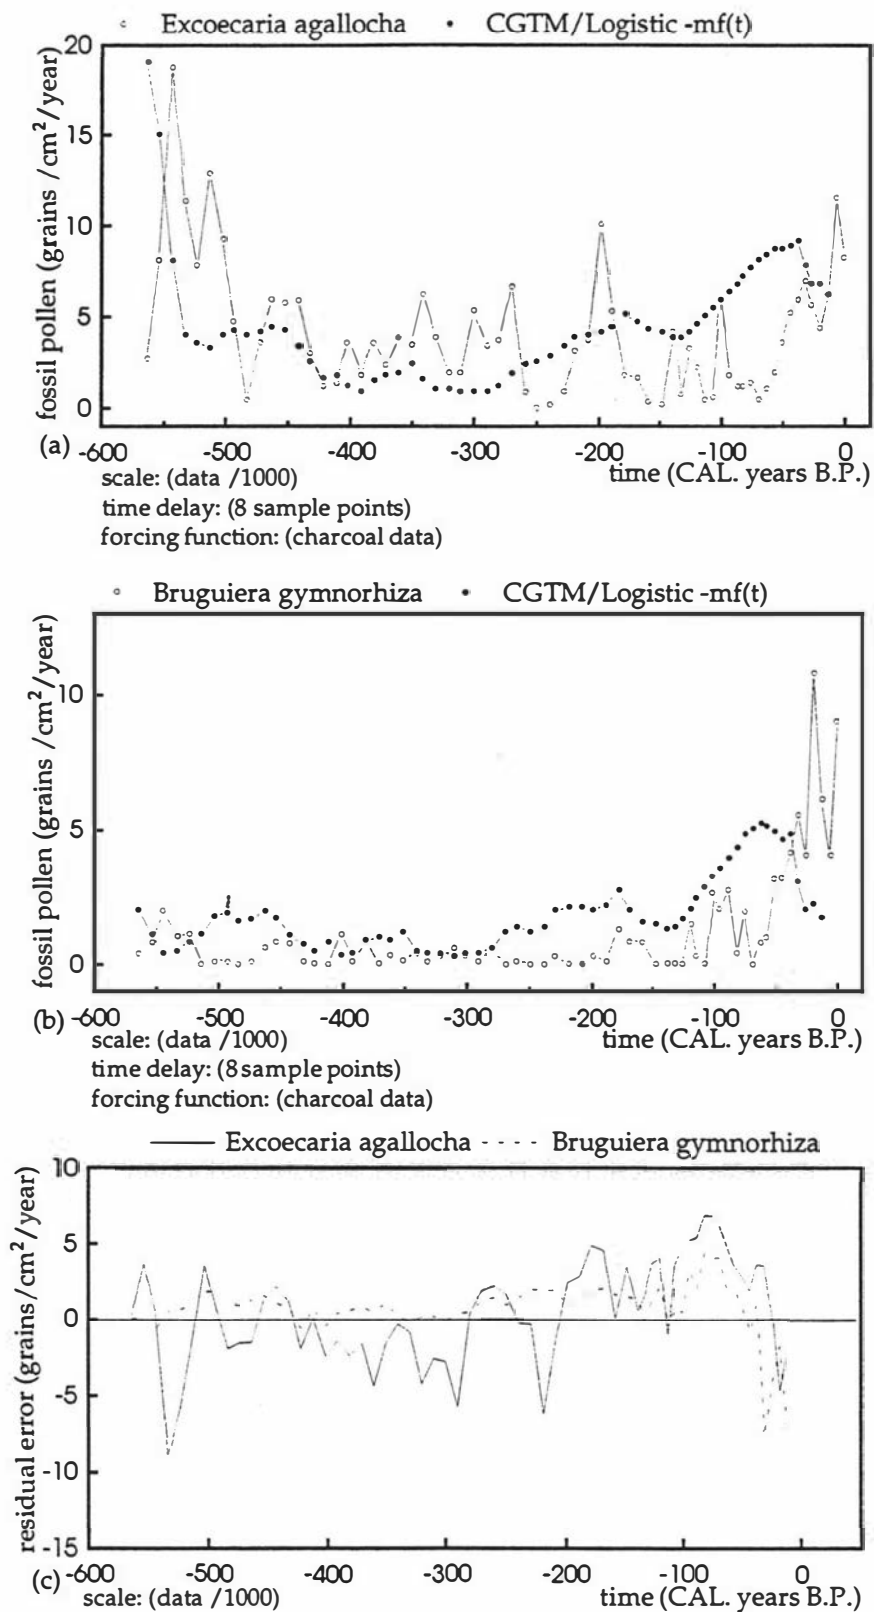 ◦ Excoecaria agallocha • CGTM/Logistic -mf(t)
fossil pollen (grains /cm²/year)
20
15
10
5
0
(a) -600 -500 -400 -300 -200 -100 0
time (CAL. years B.P.)
scale: (data /1000)
time delay: (8 sample points)
forcing function: (charcoal data)
◦ Bruguiera gymnorhiza • CGTM/Logistic -mf(t)
fossil pollen (grains /cm²/year)
10
5
0
(b) -600 -500 -400 -300 -200 -100 0
time (CAL. years B.P.)
scale: (data /1000)
time delay: (8 sample points)
forcing function: (charcoal data)
Excoecaria agallocha - - - - Bruguiera gymnorhiza
residual error (grains/cm²/year)
10
5
0
-5
-10
-15
-600 -500 -400 -300 -200 -100 0
(c) scale: (data /1000) time (CAL. years B.P.)